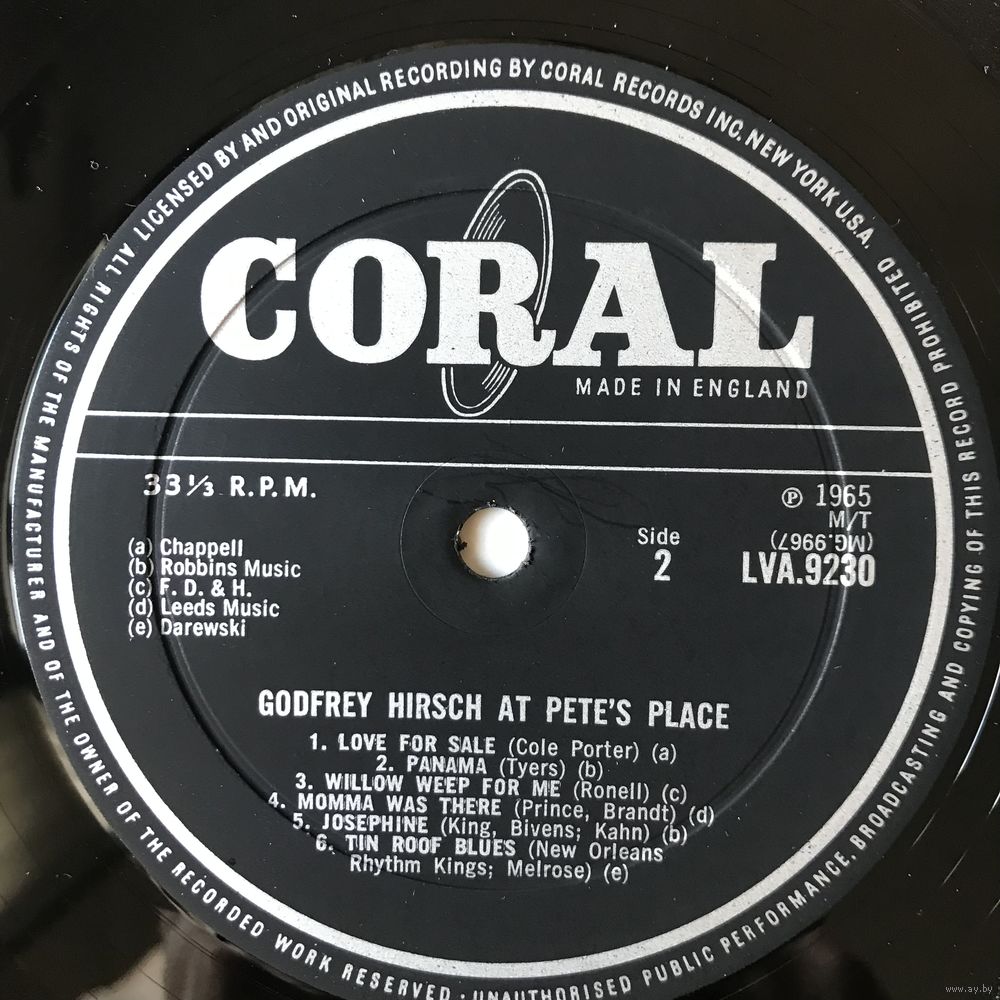 ALL RIGHTS OF THE MANUFACTURER AND OF THE OWNER OF THE RECORDED WORK RESERVED · UNAUTHORISED PUBLIC PERFORMANCE, BROADCASTING AND COPYING OF THIS RECORD PROHIBITED
LICENSED BY AND ORIGINAL RECORDING BY CORAL RECORDS INC. NEW YORK U.S.A.
CORAL
MADE IN ENGLAND
33⅓ R.P.M.
℗ 1965
M/T
(MG.9967)
LVA.9230
Side
2
(a) Chappell
(b) Robbins Music
(c) F. D. & H.
(d) Leeds Music
(e) Darewski
GODFREY HIRSCH AT PETE'S PLACE
1. LOVE FOR SALE (Cole Porter) (a)
2. PANAMA (Tyers) (b)
3. WILLOW WEEP FOR ME (Ronell) (c)
4. MOMMA WAS THERE (Prince, Brandt) (d)
5. JOSEPHINE (King, Bivens; Kahn) (b)
6. TIN ROOF BLUES (New Orleans
Rhythm Kings; Melrose) (e)
www.ay.by